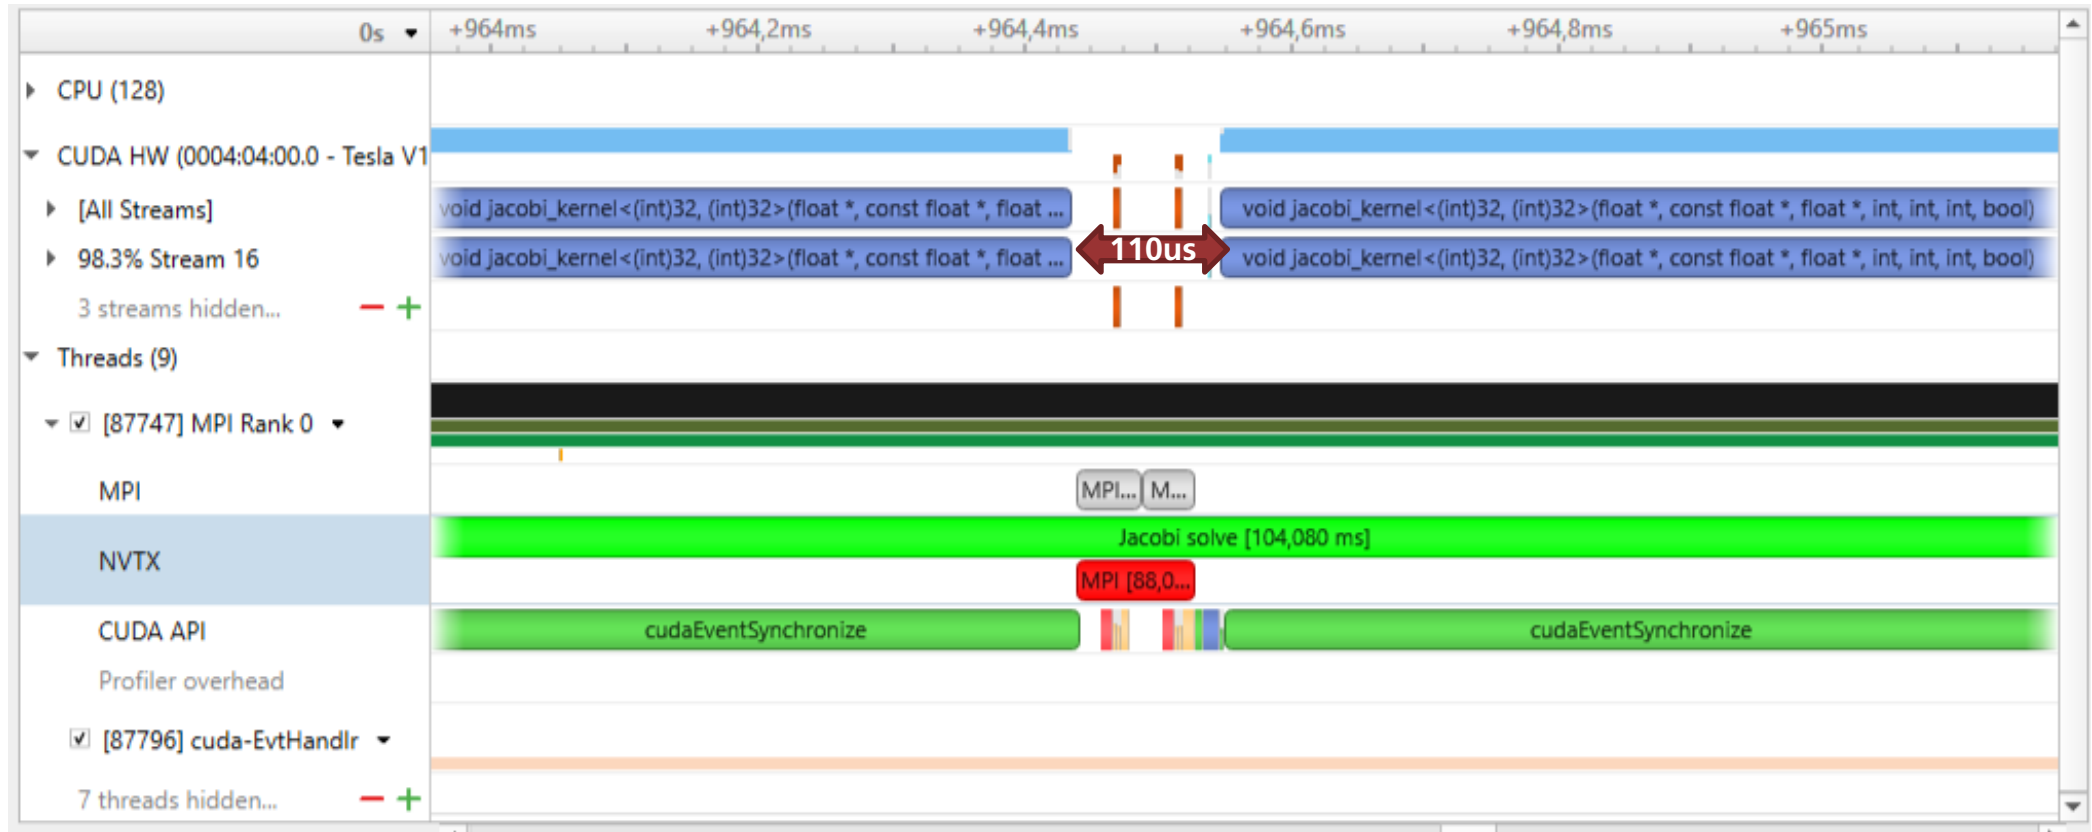 0s +964ms +964,2ms +964,4ms +964,6ms +964,8ms +965ms
CPU (128)
CUDA HW (0004:04:00.0 - Tesla V1
[All Streams] void jacobi_kernel<(int)32, (int)32>(float *, const float *, float ... void jacobi_kernel<(int)32, (int)32>(float *, const float *, float *, int, int, int, bool)
98.3% Stream 16 void jacobi_kernel<(int)32, (int)32>(float *, const float *, float ... 110us void jacobi_kernel<(int)32, (int)32>(float *, const float *, float *, int, int, int, bool)
3 streams hidden...
Threads (9)
[87747] MPI Rank 0
MPI MPI... M...
Jacobi solve [104,080 ms]
NVTX
MPI [88,0...
CUDA API cudaEventSynchronize cudaEventSynchronize
Profiler overhead
[87796] cuda-EvtHandlr
7 threads hidden...